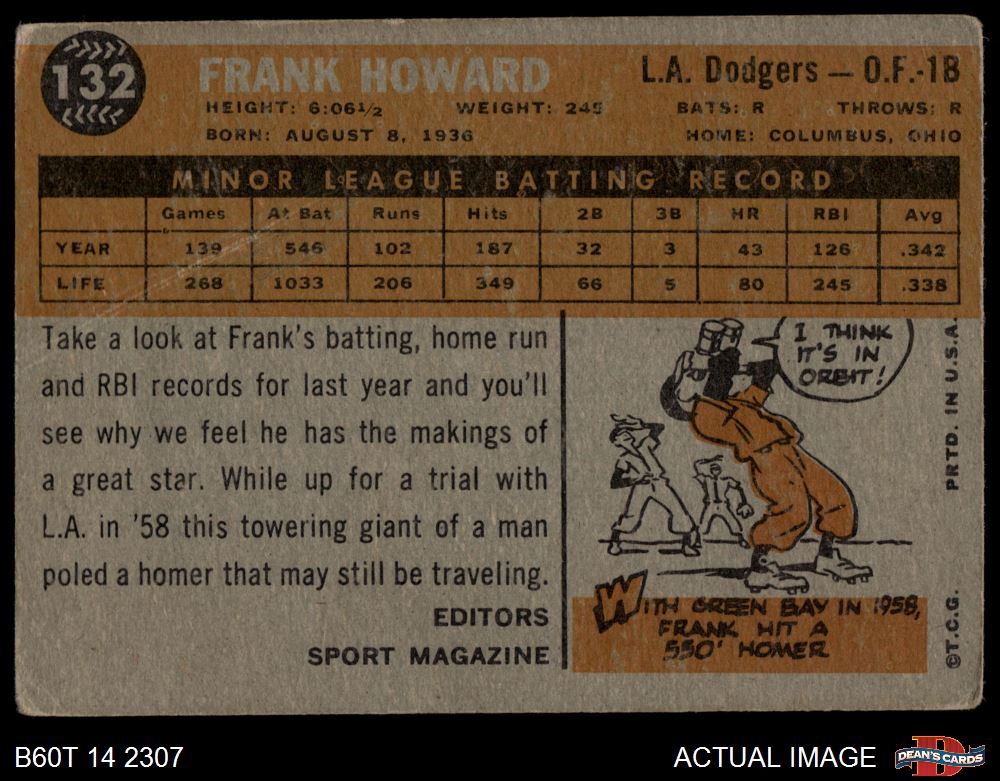 132
FRANK HOWARD
L.A. Dodgers — O.F.-1B
HEIGHT: 6:06½ WEIGHT: 245 BATS: R THROWS: R
BORN: AUGUST 8, 1936 HOME: COLUMBUS, OHIO
MINOR LEAGUE BATTING RECORD
Games At Bat Runs Hits 2B 3B HR RBI Avg
YEAR 139 546 102 187 32 3 43 126 .342
LIFE 268 1033 206 349 66 5 80 245 .338
Take a look at Frank's batting, home run
and RBI records for last year and you'll
see why we feel he has the makings of
a great star. While up for a trial with
L.A. in '58 this towering giant of a man
poled a homer that may still be traveling.
EDITORS
SPORT MAGAZINE
I THINK
IT'S IN
ORBIT!
WITH GREEN BAY IN 1958,
FRANK HIT A
550' HOMER
©T.C.G. PRTD. IN U.S.A.
B60T 14 2307
ACTUAL IMAGE
D
DEAN'S CARDS